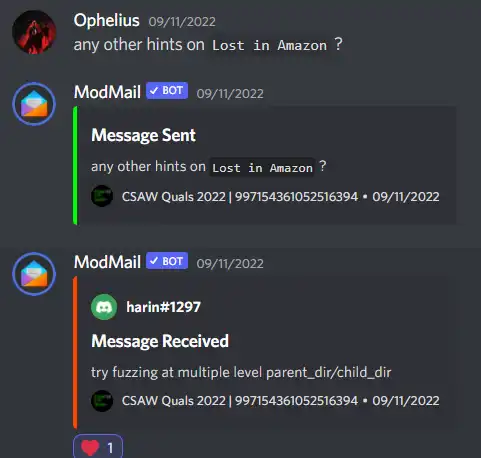 Ophelius 09/11/2022
any other hints on Lost in Amazon ?
ModMail ✓ BOT 09/11/2022
Message Sent
any other hints on Lost in Amazon ?
CSAW Quals 2022 | 997154361052516394 • 09/11/2022
ModMail ✓ BOT 09/11/2022
harin#1297
Message Received
try fuzzing at multiple level parent_dir/child_dir
CSAW Quals 2022 | 997154361052516394 • 09/11/2022
1